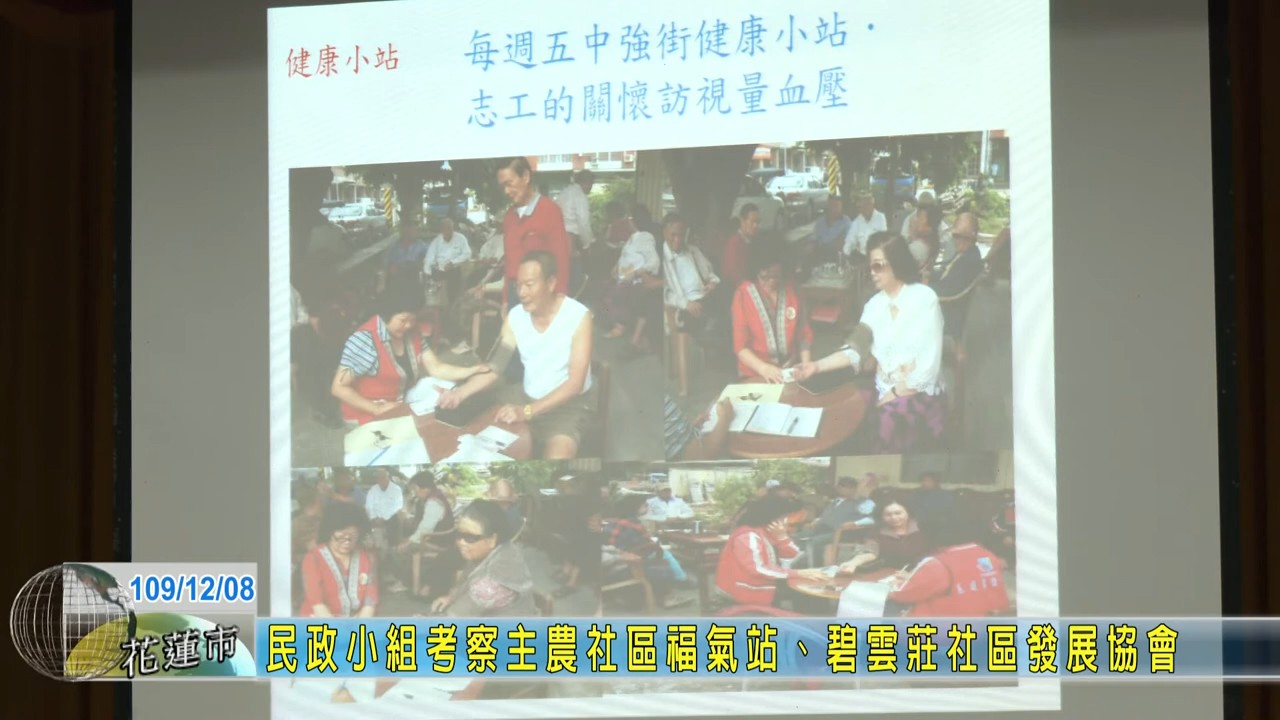 健康小站
每週五中強街健康小站．
志工的關懷訪視量血壓
109/12/08
花蓮市
民政小組考察主農社區福氣站、碧雲莊社區發展協會